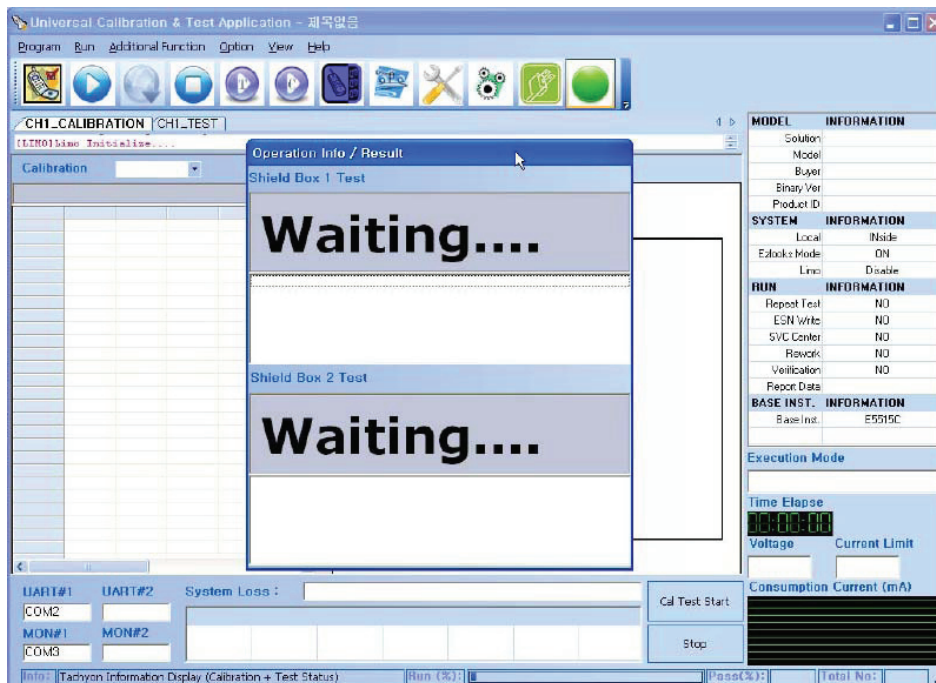 Universal Calibration & Test Application - 제목없음
Program Run Additional Function Option View Help
CH1_CALIBRATION CH1_TEST
[LIMO]Limo Initialize....
Calibration
Operation Info / Result
Shield Box 1 Test
Waiting....
Shield Box 2 Test
Waiting....
MODEL INFORMATION
Solution
Model
Buyer
Binary Ver
Product ID
SYSTEM INFORMATION
Local INside
Ezlooks Mode ON
Limo Disable
RUN INFORMATION
Repeat Test NO
ESN Write NO
SVC Center NO
Rework NO
Verification NO
Report Data
BASE INST. INFORMATION
Base Inst. E5515C
Execution Mode
Time Elapse
00:00:00
Voltage Current Limit
Consumption Current (mA)
UART#1 UART#2 System Loss :
COM2
MON#1 MON#2
COM3
Cal Test Start
Stop
Info: Tachyon Information Display (Calibration + Test Status) Run (%): Pass(%): Total No: